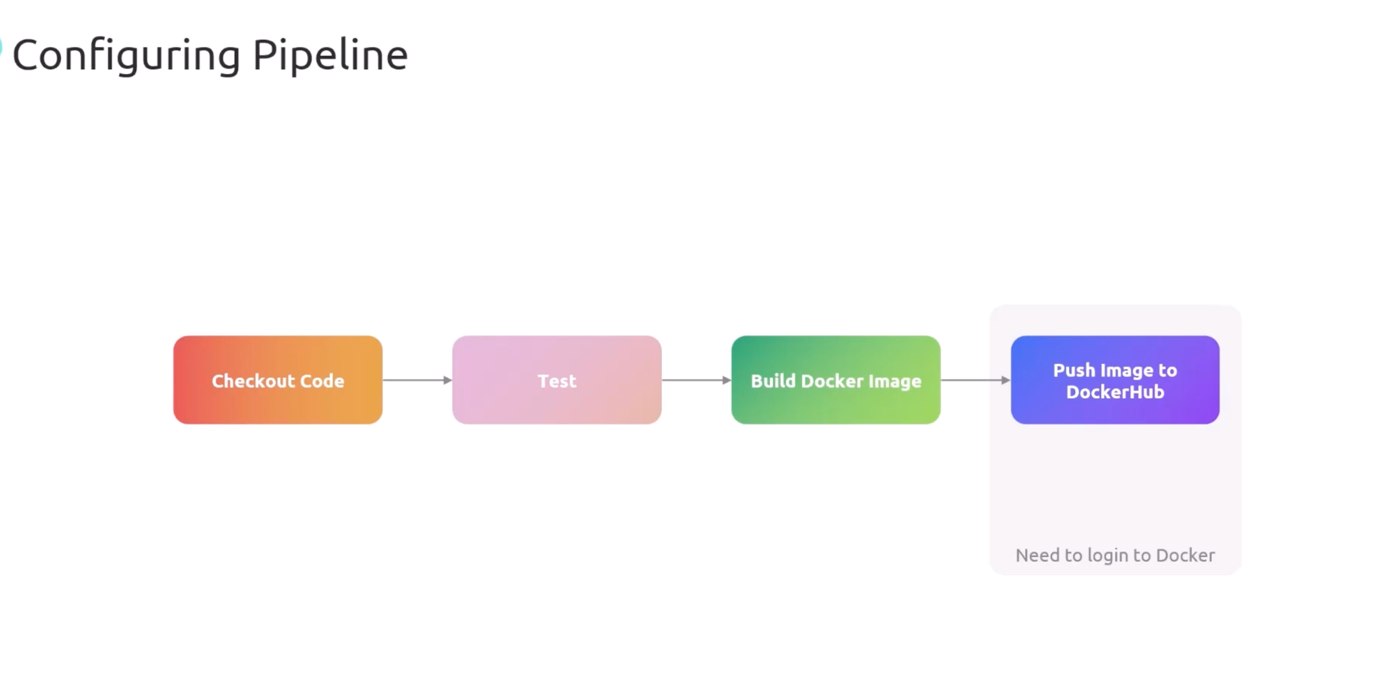 Configuring Pipeline
Checkout Code
Test
Build Docker Image
Push Image to
DockerHub
Need to login to Docker